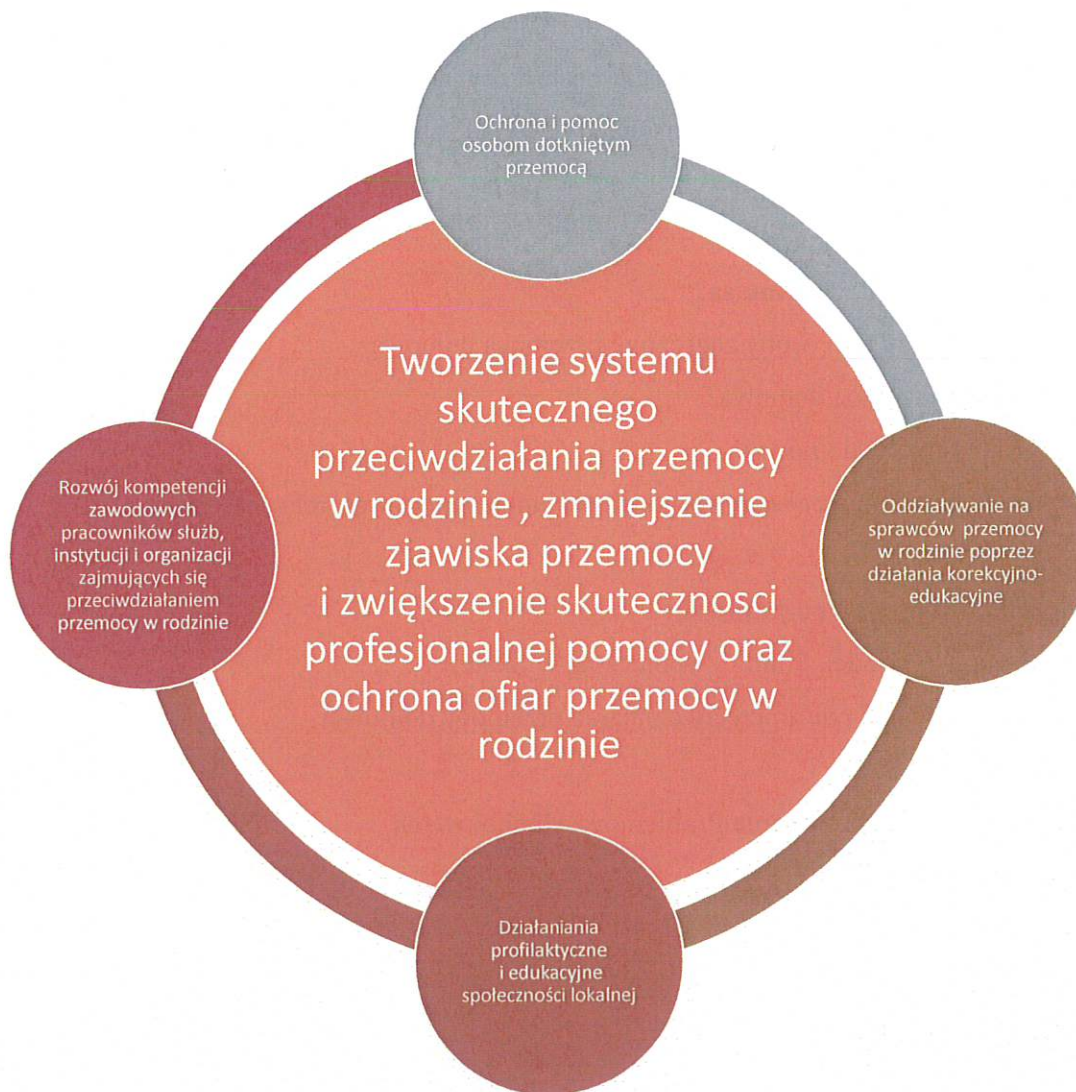 Ochrona i pomoc
osobom dotkniętym
przemocą
Tworzenie systemu
skutecznego
przeciwdziałania przemocy
w rodzinie , zmniejszenie
zjawiska przemocy
i zwiększenie skutecznosci
profesjonalnej pomocy oraz
ochrona ofiar przemocy w
rodzinie
Rozwój kompetencji
zawodowych
pracowników służb,
instytucji i organizacji
zajmujących się
przeciwdziałaniem
przemocy w rodzinie
Oddziaływanie na
sprawców przemocy
w rodzinie poprzez
działania korekcyjno-
edukacyjne
Działaniania
profilaktyczne
i edukacyjne
społeczności lokalnej